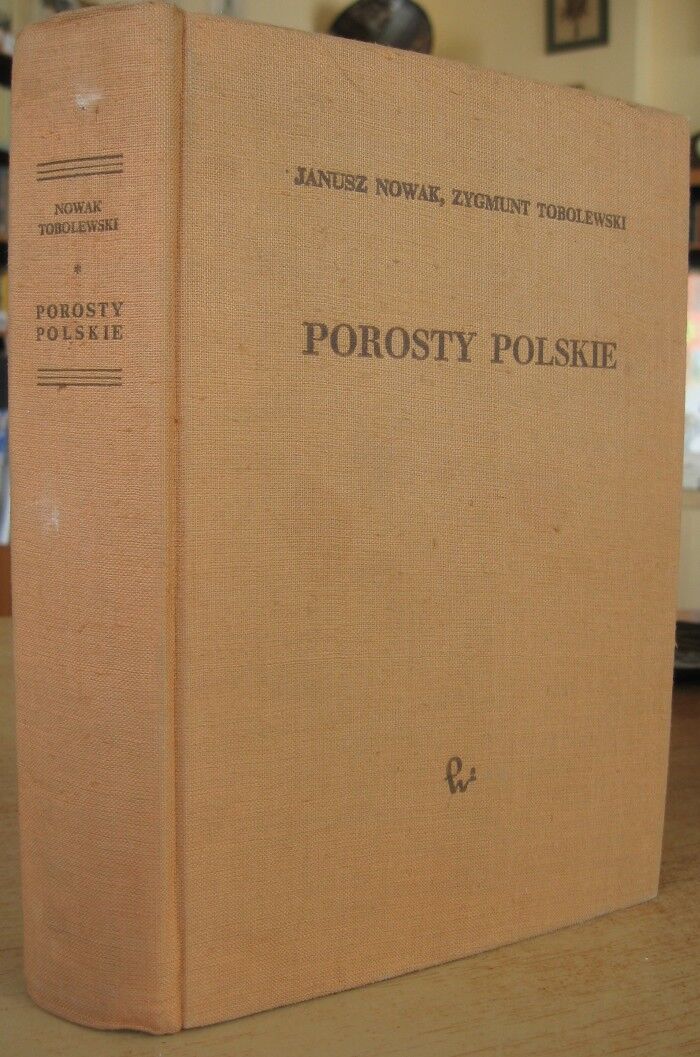 NOWAK
TOBOLEWSKI
*
POROSTY
POLSKIE
JANUSZ NOWAK, ZYGMUNT TOBOLEWSKI
POROSTY POLSKIE